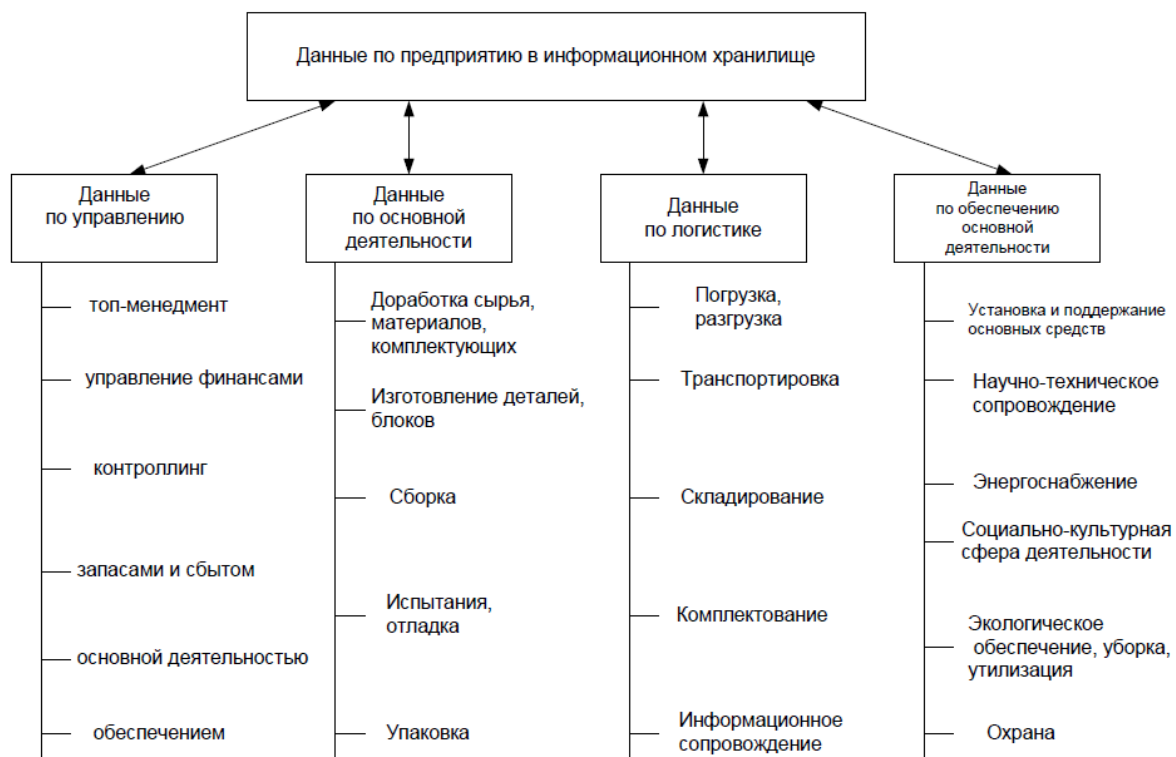 Данные по предприятию в информационном хранилище
Данные
по управлению
топ-менедмент
управление финансами
контроллинг
запасами и сбытом
основной деятельностью
обеспечением
Данные
по основной
деятельности
Доработка сырья,
материалов,
комплектующих
Изготовление деталей,
блоков
Сборка
Испытания,
отладка
Упаковка
Данные
по логистике
Погрузка,
разгрузка
Транспортировка
Складирование
Комплектование
Информационное
сопровождение
Данные
по обеспечению
основной
деятельности
Установка и поддержание
основных средств
Научно-техническое
сопровождение
Энергоснабжение
Социально-культурная
сфера деятельности
Экологическое
обеспечение, уборка,
утилизация
Охрана